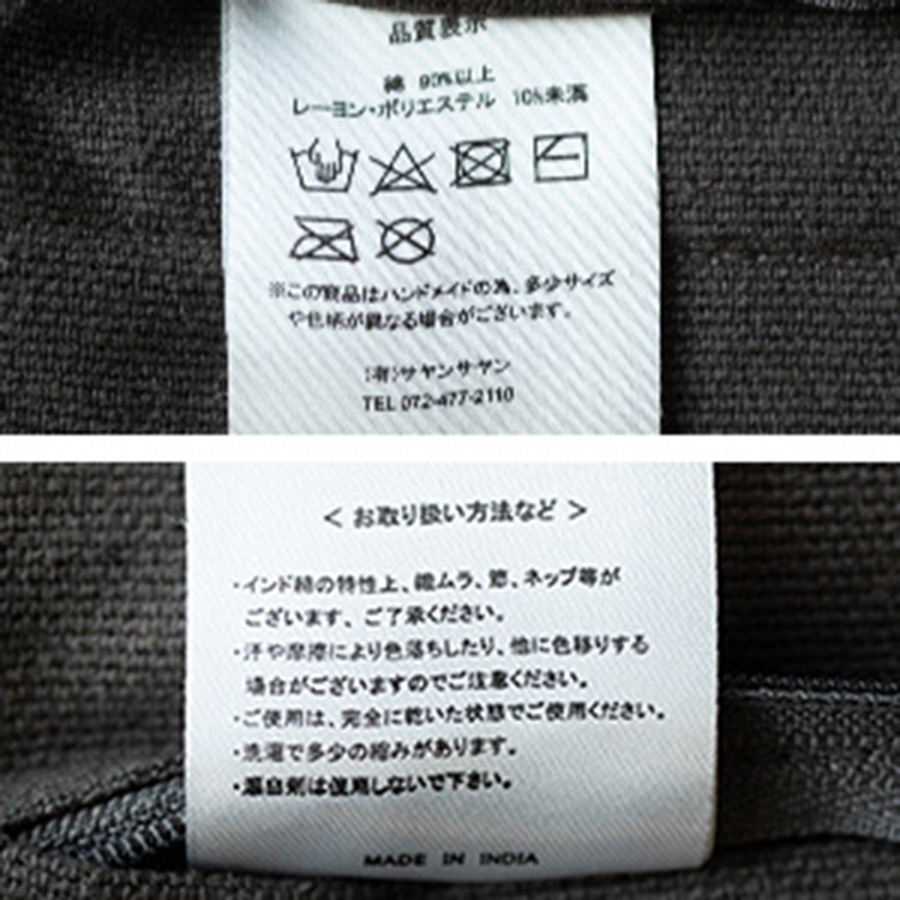 品質表示
綿 90%以上
レーヨン・ポリエステル 10%未満
※この商品はハンドメイドの為、多少サイズ
や色柄が異なる場合がございます。
(有)サヤンサヤン
TEL 072-477-2110
< お取り扱い方法など >
・インド綿の特性上、織ムラ、節、ネップ等が
ございます、ご了承ください。
・汗や摩擦により色落ちしたり、他に色移りする
場合がございますのでご注意ください。
・ご使用は、完全に乾いた状態でご使用ください。
・洗濯で多少の縮みがあります。
・漂白剤は使用しないで下さい。
MADE IN INDIA